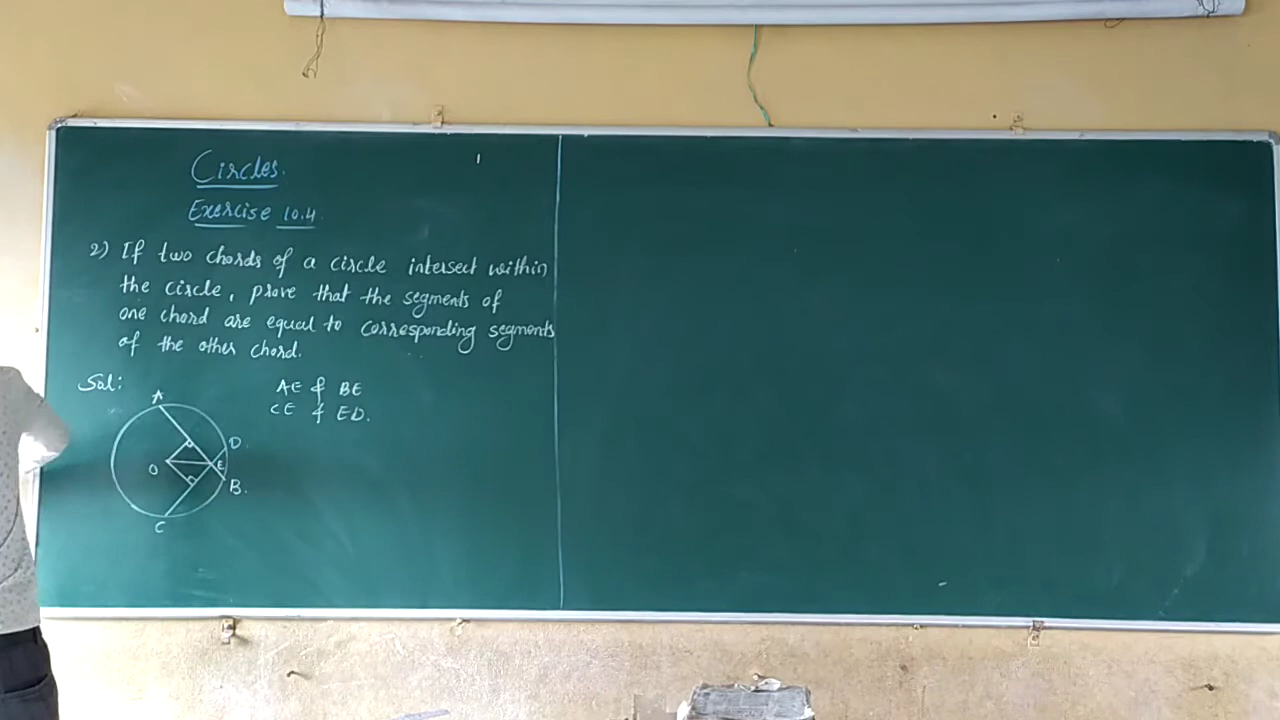 Circles.
Exercise 10.4.
2) If two chords of a circle intersect within
the circle, prove that the segments of
one chord are equal to corresponding segments
of the other chord.
Sol:
AE & BE
CE & ED.
A
D.
O
E
B.
C